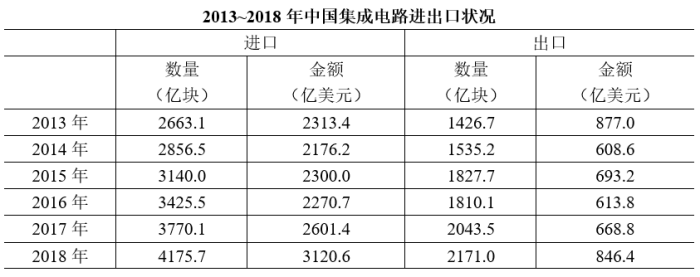 2013~2018 年中国集成电路进出口状况
进口 出口
数量 金额 数量 金额
（亿块） （亿美元） （亿块） （亿美元）
2013 年 2663.1 2313.4 1426.7 877.0
2014 年 2856.5 2176.2 1535.2 608.6
2015 年 3140.0 2300.0 1827.7 693.2
2016 年 3425.5 2270.7 1810.1 613.8
2017 年 3770.1 2601.4 2043.5 668.8
2018 年 4175.7 3120.6 2171.0 846.4